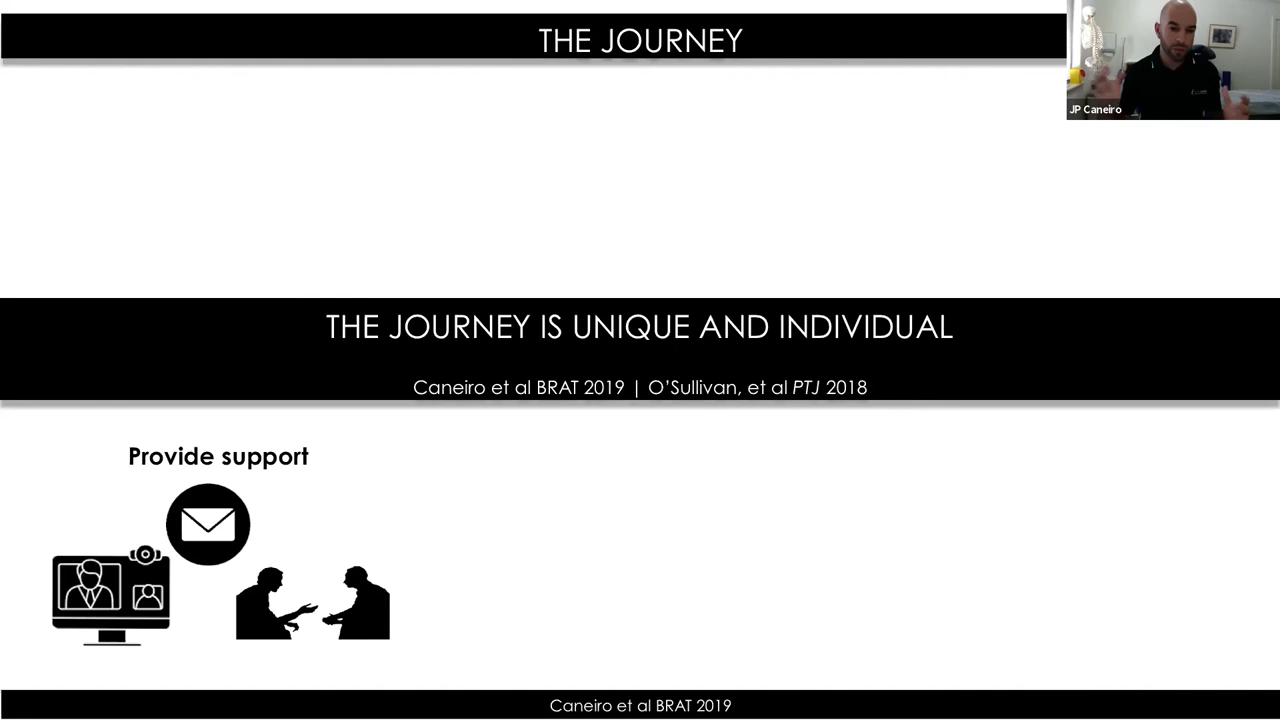 THE JOURNEY
JP Caneiro
THE JOURNEY IS UNIQUE AND INDIVIDUAL
Caneiro et al BRAT 2019 | O’Sullivan, et al PTJ 2018
Provide support
Caneiro et al BRAT 2019